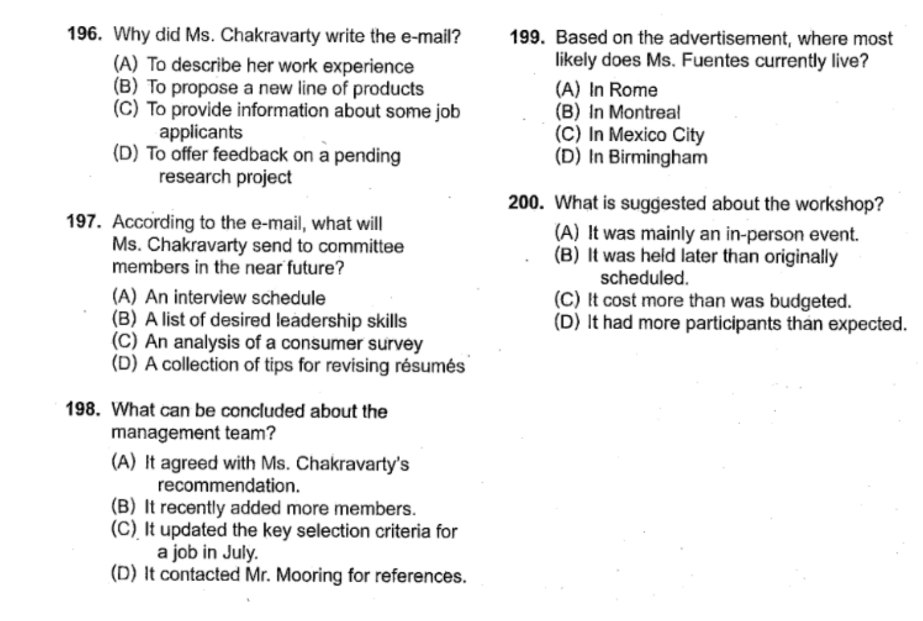 196. Why did Ms. Chakravarty write the e-mail?
(A) To describe her work experience
(B) To propose a new line of products
(C) To provide information about some job
applicants
(D) To offer feedback on a pending
research project
197. According to the e-mail, what will
Ms. Chakravarty send to committee
members in the near future?
(A) An interview schedule
(B) A list of desired leadership skills
(C) An analysis of a consumer survey
(D) A collection of tips for revising résumés
198. What can be concluded about the
management team?
(A) It agreed with Ms. Chakravarty's
recommendation.
(B) It recently added more members.
(C) It updated the key selection criteria for
a job in July.
(D) It contacted Mr. Mooring for references.
199. Based on the advertisement, where most
likely does Ms. Fuentes currently live?
(A) In Rome
(B) In Montreal
(C) In Mexico City
(D) In Birmingham
200. What is suggested about the workshop?
(A) It was mainly an in-person event.
(B) It was held later than originally
scheduled.
(C) It cost more than was budgeted.
(D) It had more participants than expected.